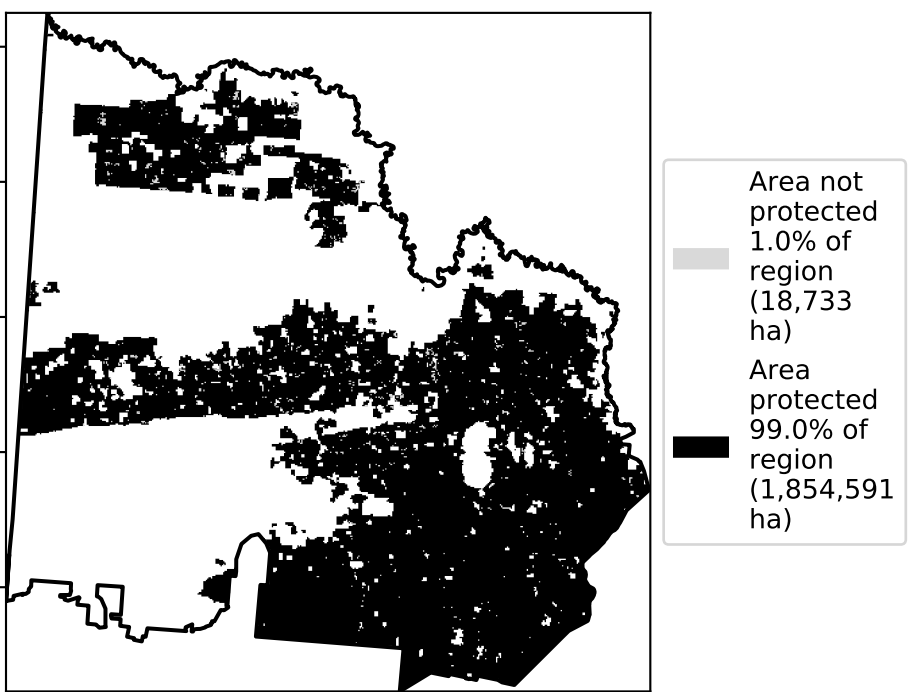 Area not
protected
1.0% of
region
(18,733
ha)
Area
protected
99.0% of
region
(1,854,591
ha)